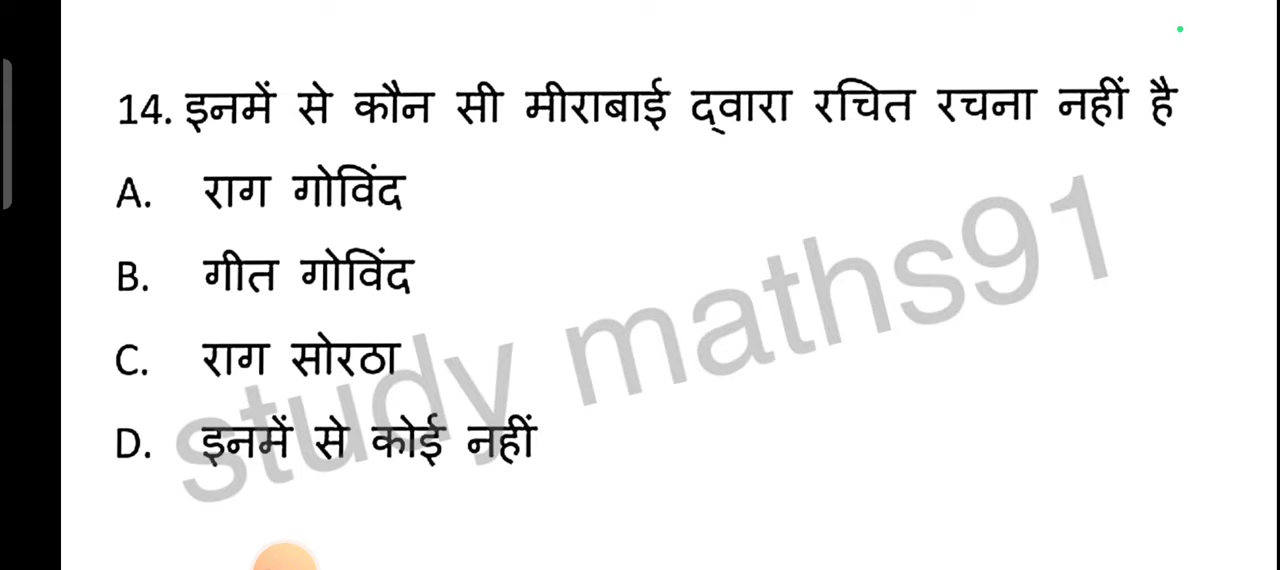 14. इनमें से कौन सी मीराबाई द्वारा रचित रचना नहीं है
A. राग गोविंद
B. गीत गोविंद
C. राग सोरठा
D. इनमें से कोई नहीं
study maths91